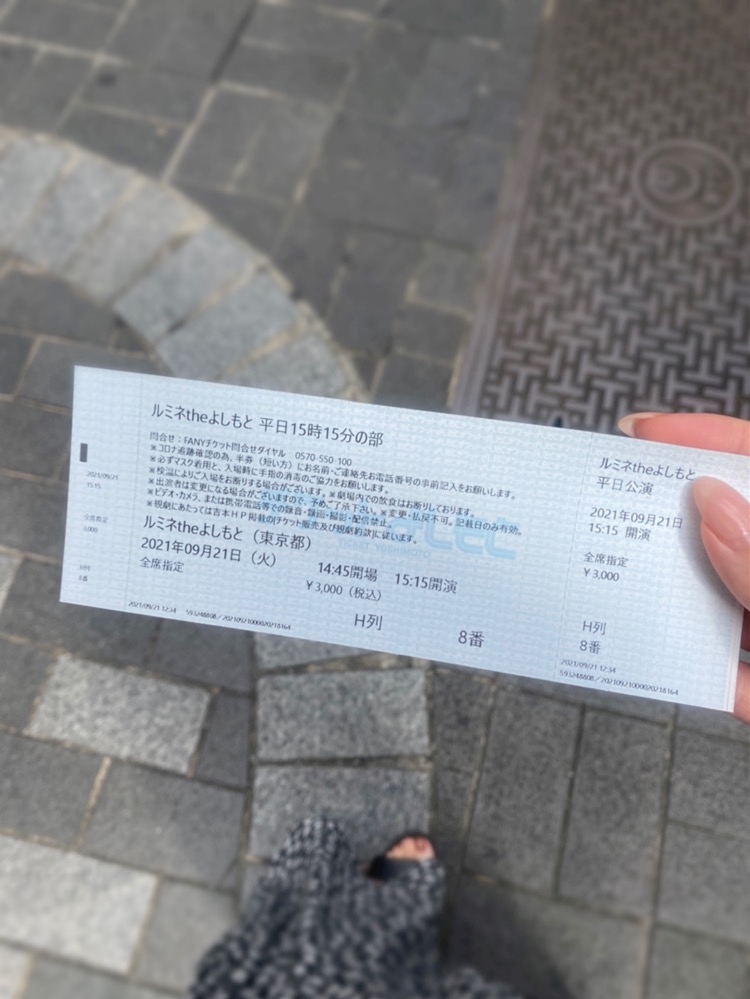 ルミネtheよしもと 平日15時15分の部
問合せ：FANYチケット問合せダイヤル 0570-550-100
※コロナ追跡確認の為、半券（短い方）にお名前・ご連絡先お電話番号の事前記入をお願いします。
※必ずマスク着用と、入場時に手指の消毒のご協力をお願いします。
※検温によりご入場をお断りする場合がございます。※劇場内での飲食はお断りしております。
※出演者は変更になる場合がございますので、予めご了承下さい。※変更・払戻不可。記載日のみ有効。
※ビデオ・カメラ、または携帯電話等での録音・録画・撮影・配信禁止。
※規劇にあたっては吉本HP掲載の[チケット販売及び観劇約款]に従います。
ルミネtheよしもと（東京都）
2021年09月21日（火） 14:45開場 15:15開演
全席指定 ￥3,000（税込）
H列 8番
2021/09/21 12:34 593248808／20210921000020218164
2021/09/21
15:15
全席指定
3,000
H列
8番
ルミネtheよしもと
平日公演
2021年09月21日
15:15 開演
全席指定
￥3,000
H列
8番
2021/09/21 12:34
593248808／20210921000020218164